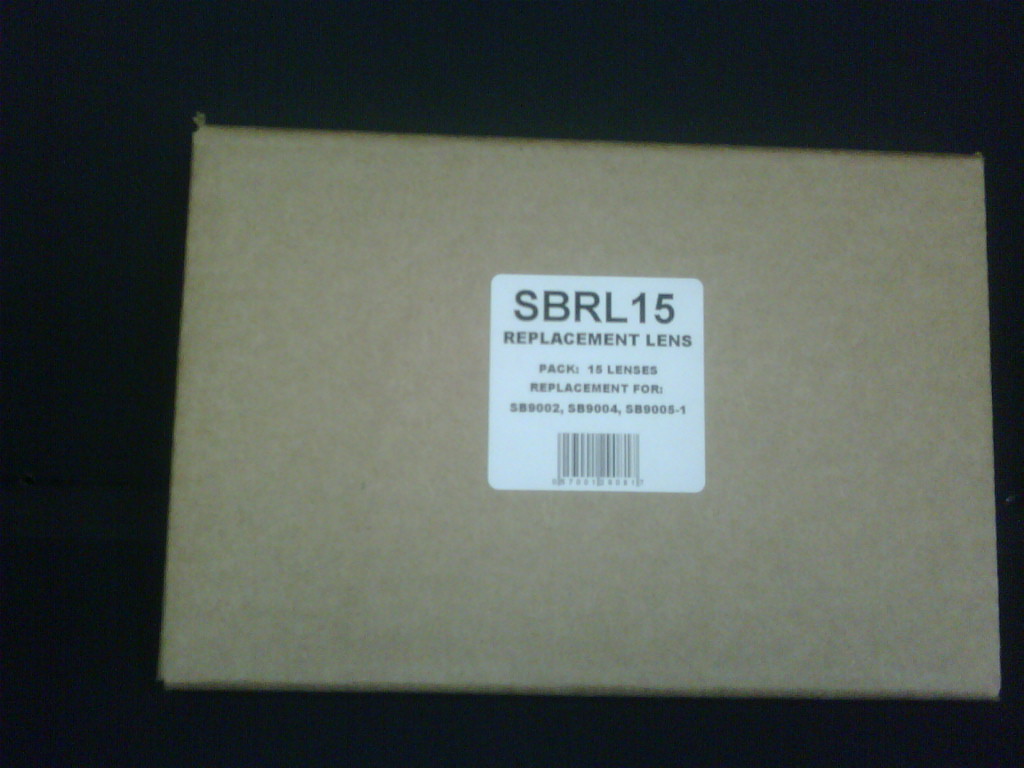 SBRL15
REPLACEMENT LENS
PACK: 15 LENSES
REPLACEMENT FOR:
SB9002, SB9004, SB9005-1